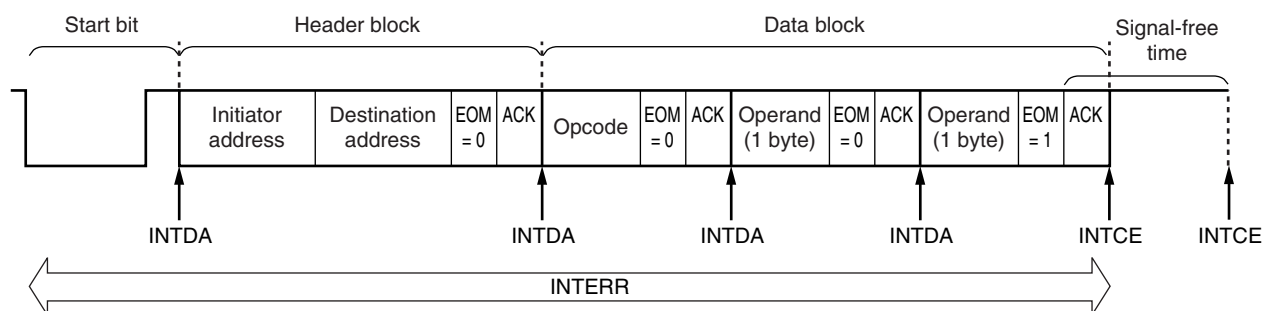 Start bit
Header block
Data block
Signal-free
time
Initiator
address
Destination
address
EOM
= 0
ACK
Opcode
EOM
= 0
ACK
Operand
(1 byte)
EOM
= 0
ACK
Operand
(1 byte)
EOM
= 1
ACK
INTDA
INTDA
INTDA
INTDA
INTCE
INTCE
INTERR